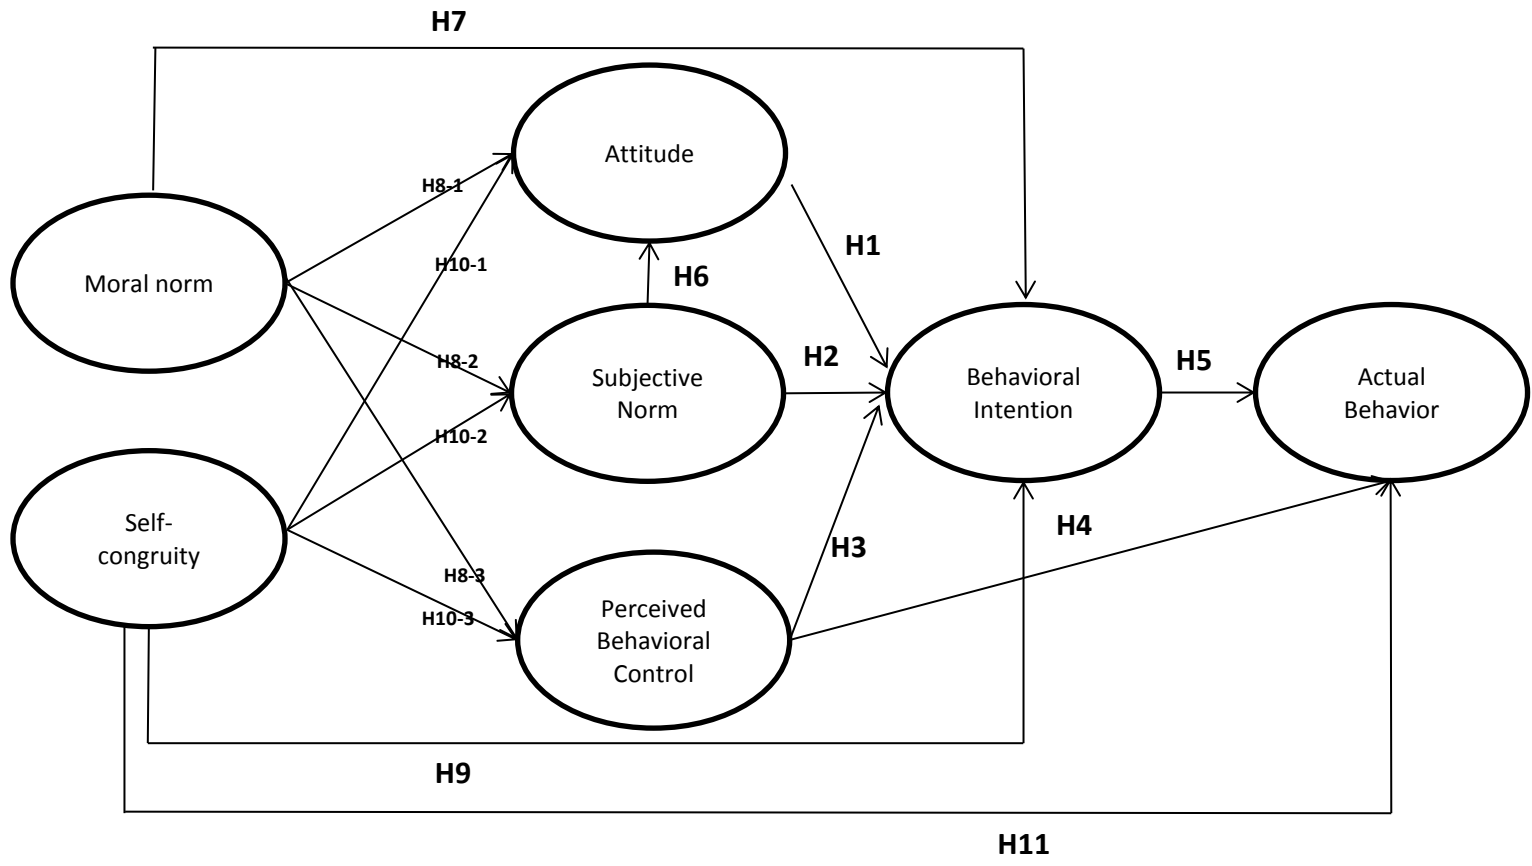 H7
Attitude
H8-1
H1
H10-1
H6
Moral norm
H8-2
H2
H5
Subjective
Norm
Behavioral
Intention
Actual
Behavior
H10-2
Self-
congruity
H4
H3
H8-3
H10-3
Perceived
Behavioral
Control
H9
H11